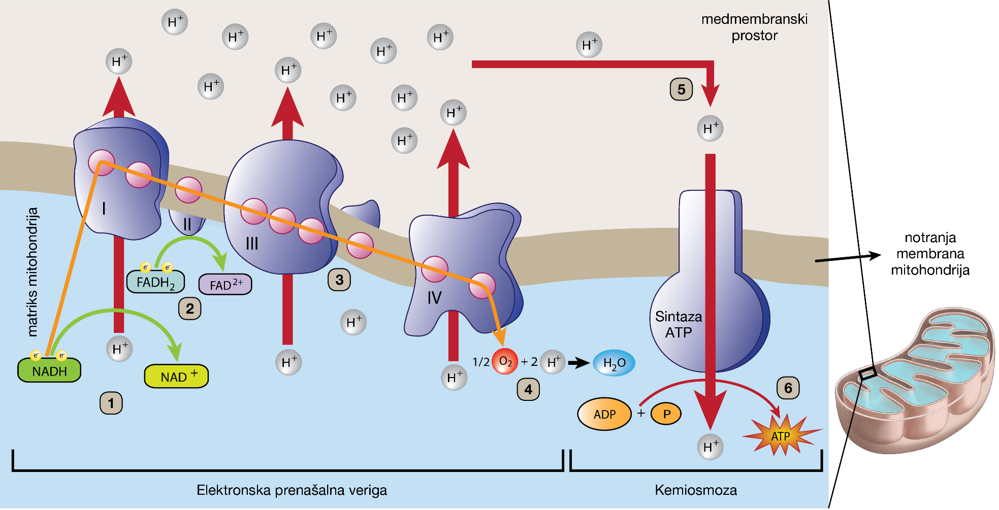 medmembranski
prostor
H⁺
H⁺
H⁺
H⁺
H⁺
H⁺
H⁺
H⁺
H⁺
H⁺
H⁺
H⁺
H⁺
5
H⁺
I
II
III
IV
matriks mitohondrija
e⁻ e⁻
FADH₂
FAD²⁺
2
3
H⁺
e⁻ e⁻
NADH
H⁺
NAD⁺
1
H⁺
H⁺
1/2 O₂ + 2 H⁺ H₂O
4
Sintaza
ATP
ADP + P
6
ATP
H⁺
notranja
membrana
mitohondrija
Elektronska prenašalna veriga
Kemiosmoza